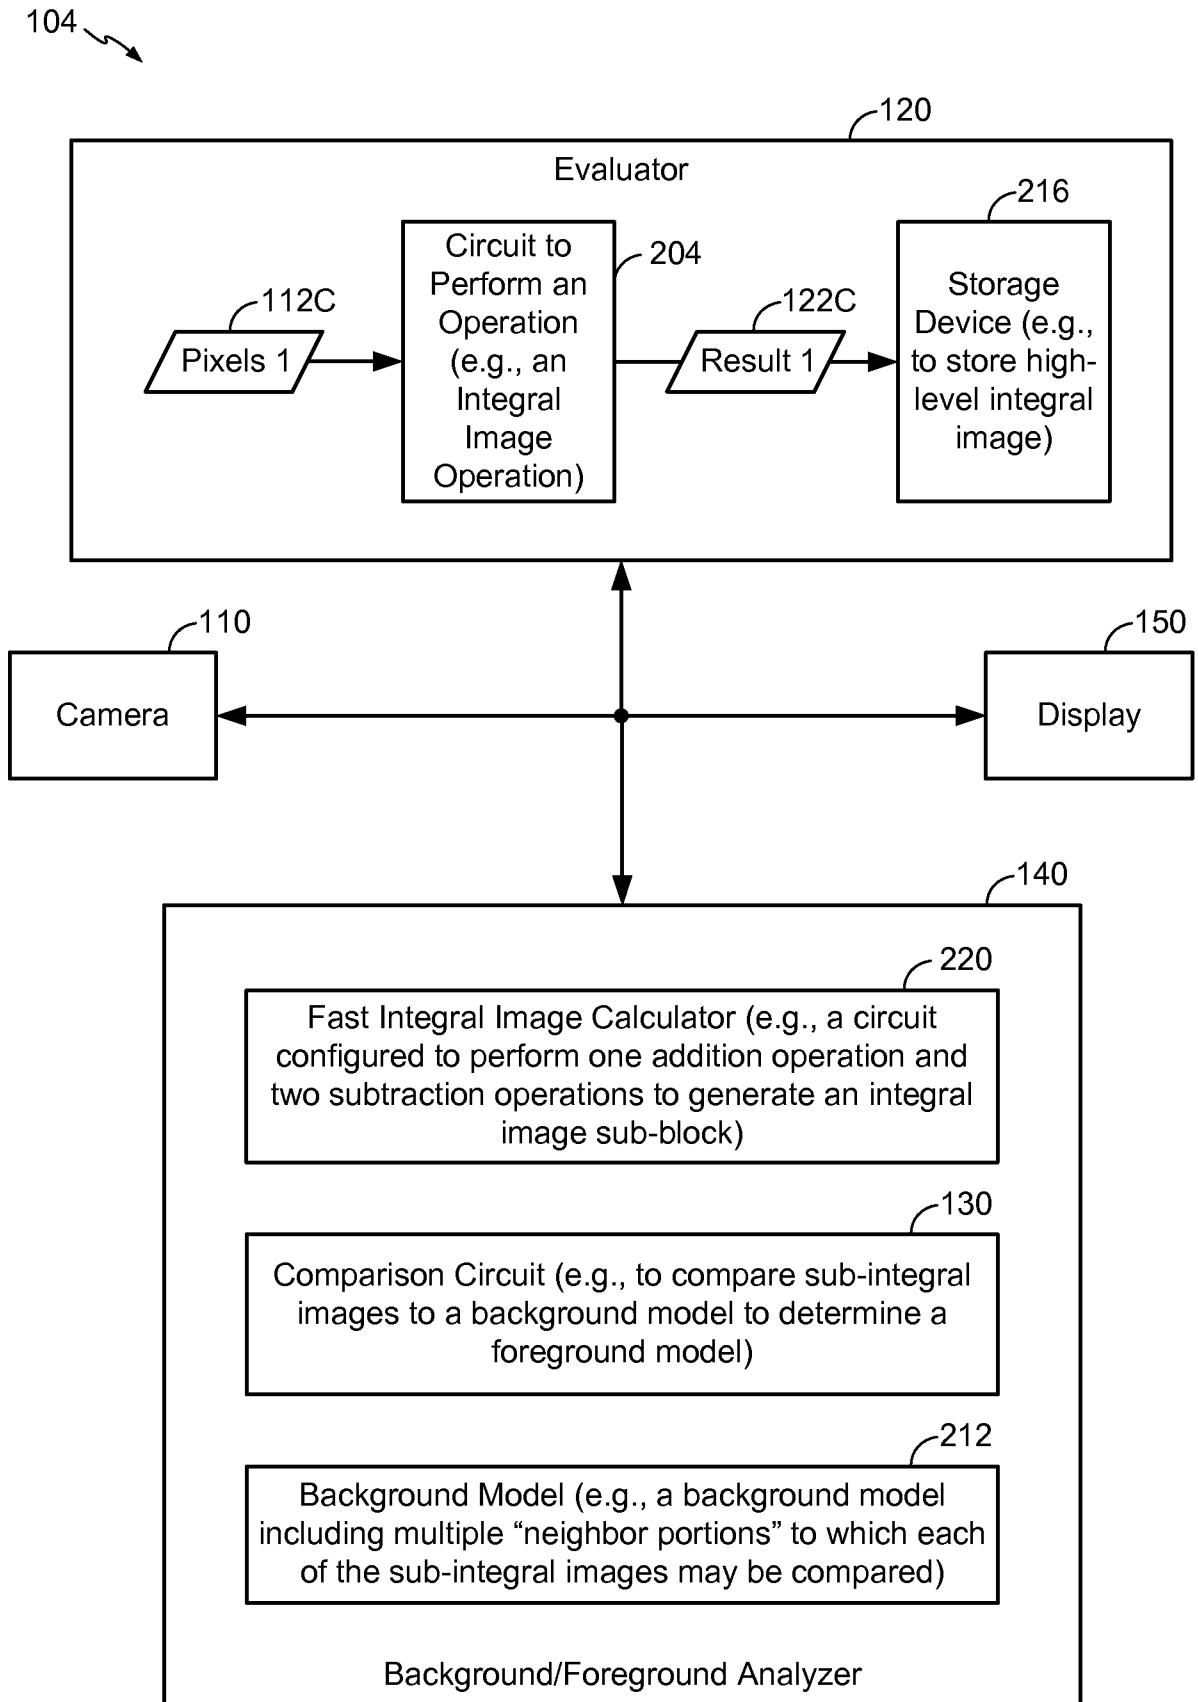 104
120
Evaluator
216
Circuit to
Perform an
Operation
(e.g., an
Integral
Image
Operation)
204
Storage
Device (e.g.,
to store high-
level integral
image)
112C
Pixels 1
122C
Result 1
110
Camera
150
Display
140
220
Fast Integral Image Calculator (e.g., a circuit
configured to perform one addition operation and
two subtraction operations to generate an integral
image sub-block)
130
Comparison Circuit (e.g., to compare sub-integral
images to a background model to determine a
foreground model)
212
Background Model (e.g., a background model
including multiple “neighbor portions” to which each
of the sub-integral images may be compared)
Background/Foreground Analyzer